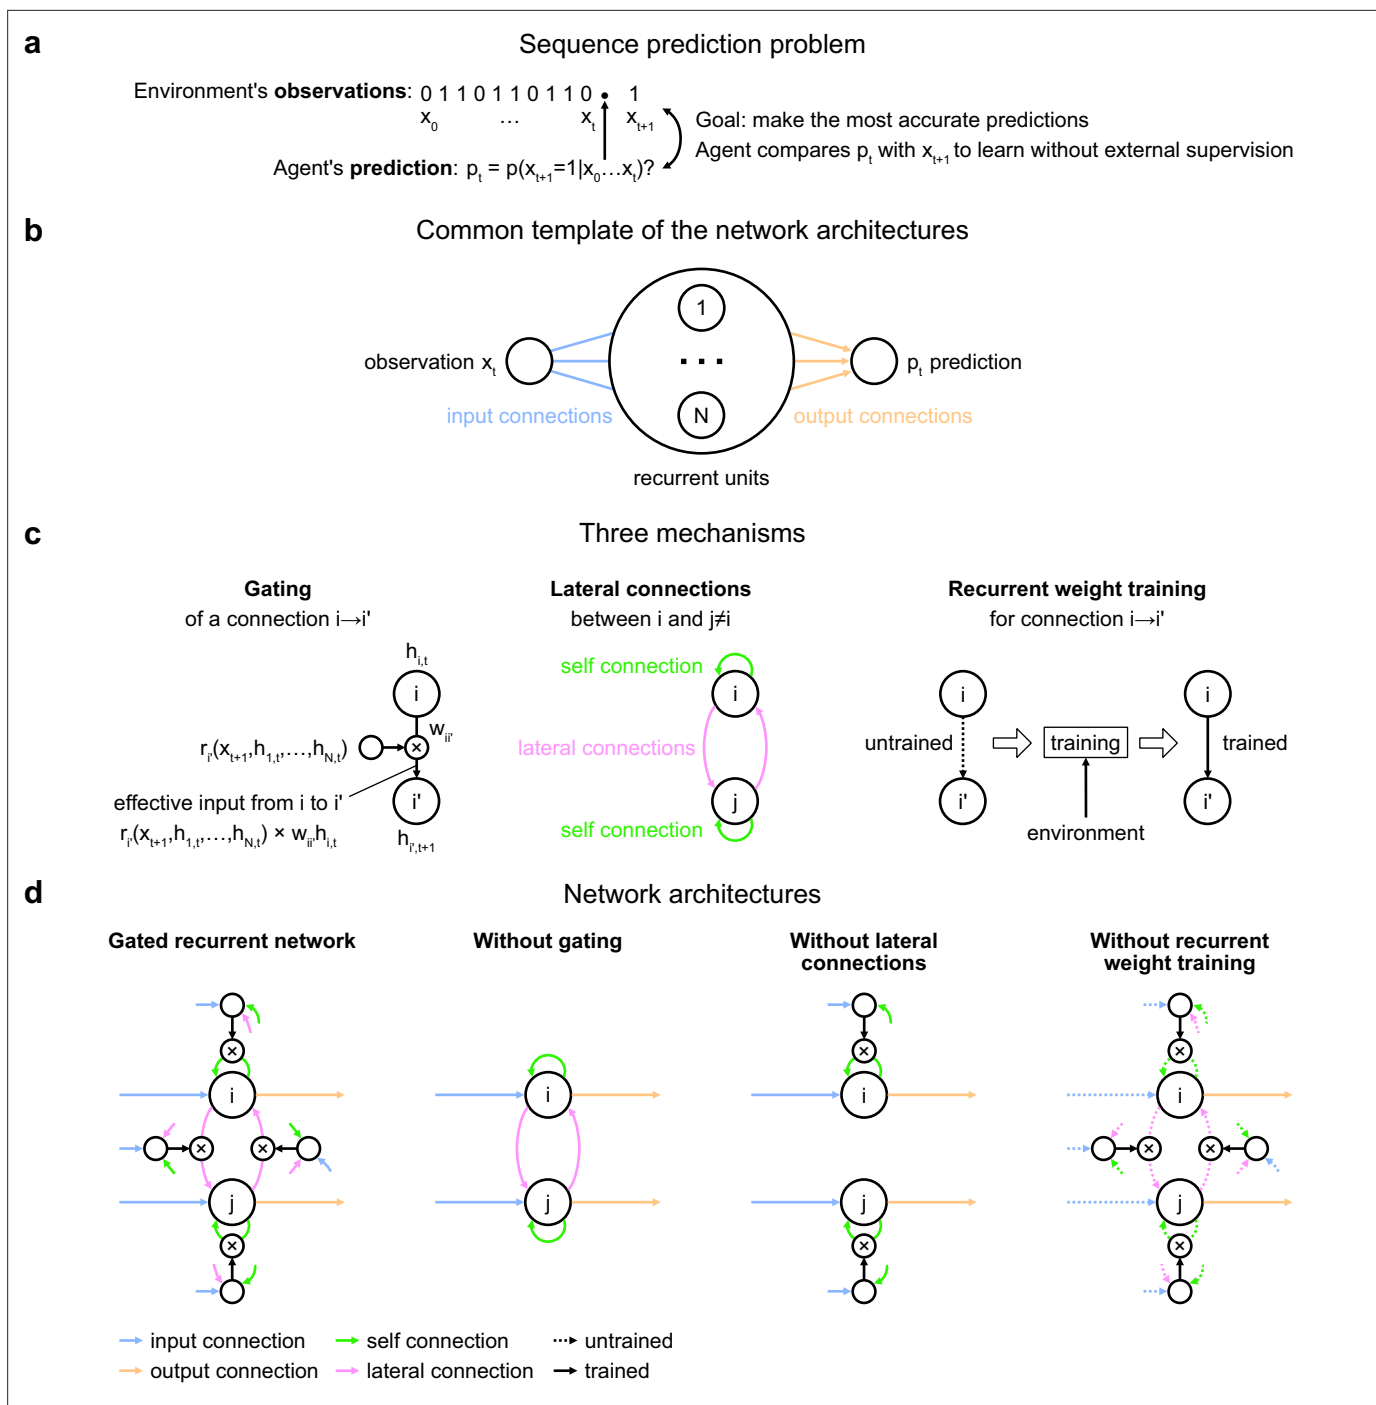 a
Sequence prediction problem
Environment's observations: 0 1 1 0 1 1 0 1 1 0 • 1
x0 … xt xt+1
Goal: make the most accurate predictions
Agent compares pt with xt+1 to learn without external supervision
Agent's prediction: pt = p(xt+1=1|x0…xt)?
b
Common template of the network architectures
1
observation xt
...
pt prediction
input connections
N
output connections
recurrent units
c
Three mechanisms
Gating
of a connection i→i'
hi,t
i
wii'
ri'(xt+1,h1,t,…,hN,t)
×
effective input from i to i'
i'
ri'(xt+1,h1,t,…,hN,t) × wii'hi,t
hi',t+1
Lateral connections
between i and j≠i
self connection
i
lateral connections
j
self connection
Recurrent weight training
for connection i→i'
i
i
untrained
training
trained
i'
i'
environment
d
Network architectures
Gated recurrent network
×
i
×
×
j
×
Without gating
i
j
Without lateral
connections
×
i
j
×
Without recurrent
weight training
×
i
×
×
j
×
input connection
self connection
untrained
output connection
lateral connection
trained